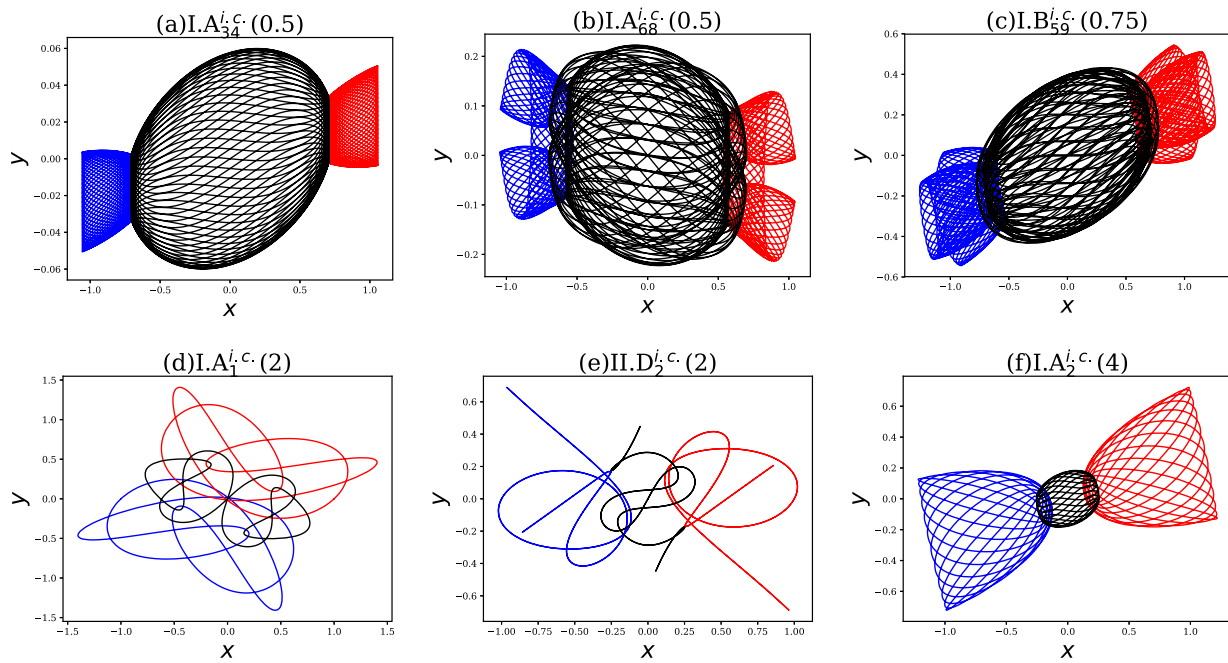 (a)I.A^{i.c.}_{34}(0.5)
(b)I.A^{i.c.}_{68}(0.5)
(c)I.B^{i.c.}_{59}(0.75)
0.06
0.04
0.02
0.00
−0.02
−0.04
−0.06
y
−1.0 −0.5 0.0 0.5 1.0
x
0.2
0.1
0.0
−0.1
−0.2
y
−1.0 −0.5 0.0 0.5 1.0
x
0.6
0.4
0.2
0.0
−0.2
−0.4
−0.6
y
−1.0 −0.5 0.0 0.5 1.0
x
(d)I.A^{i.c.}_{1}(2)
(e)II.D^{i.c.}_{2}(2)
(f)I.A^{i.c.}_{2}(4)
1.5
1.0
0.5
0.0
−0.5
−1.0
−1.5
y
−1.5 −1.0 −0.5 0.0 0.5 1.0 1.5
x
0.6
0.4
0.2
0.0
−0.2
−0.4
−0.6
y
−1.00 −0.75 −0.50 −0.25 0.00 0.25 0.50 0.75 1.00
x
0.6
0.4
0.2
0.0
−0.2
−0.4
−0.6
y
−1.0 −0.5 0.0 0.5 1.0
x